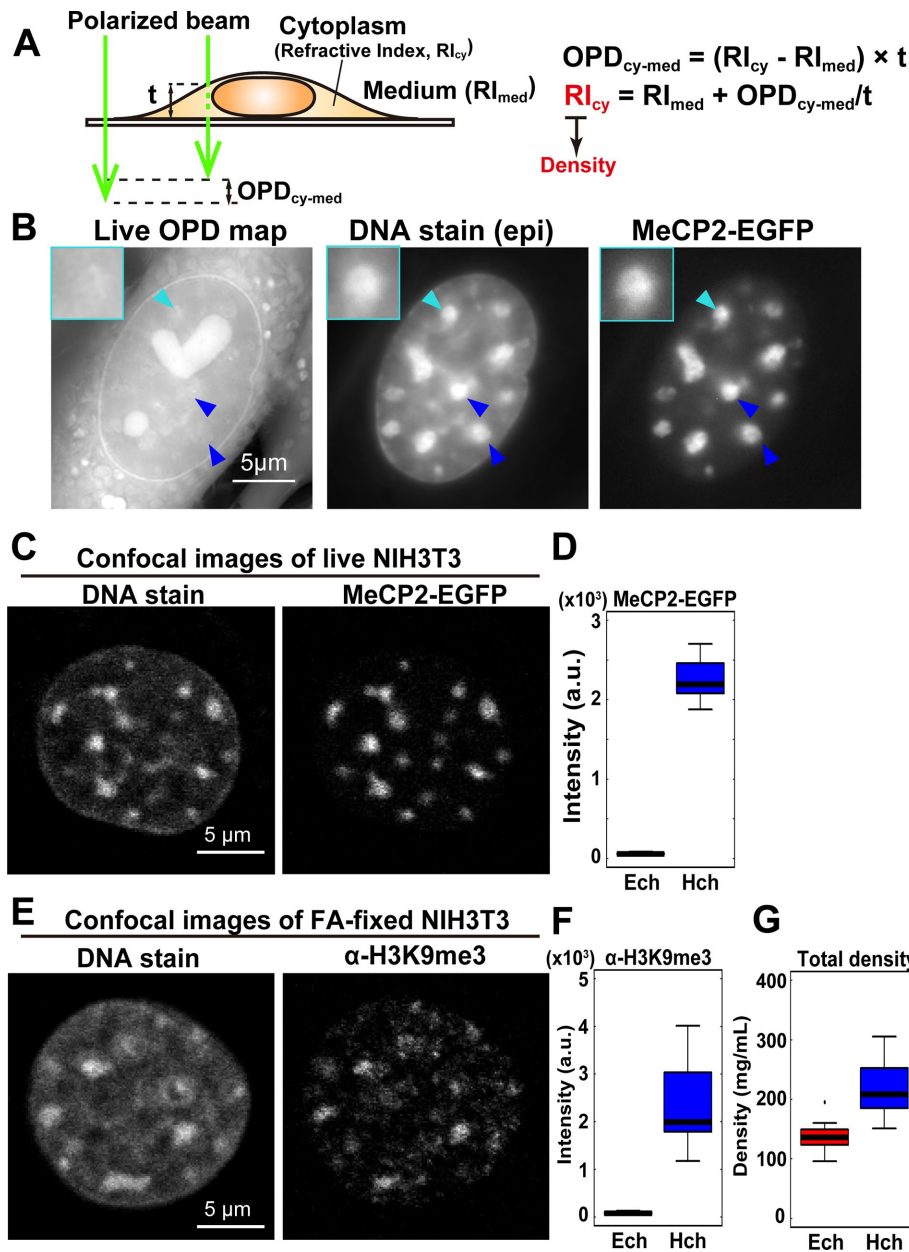 A
Polarized beam
Cytoplasm
(Refractive Index, RIcy)
Medium (RImed)
t
OPDcy-med
OPDcy-med = (RIcy - RImed) × t
RIcy = RImed + OPDcy-med/t
Density
B
Live OPD map
DNA stain (epi)
MeCP2-EGFP
5µm
C
Confocal images of live NIH3T3
DNA stain
MeCP2-EGFP
5 µm
D
(x10³) MeCP2-EGFP
Intensity (a.u.)
3
2
1
0
Ech Hch
E
Confocal images of FA-fixed NIH3T3
DNA stain
α-H3K9me3
5 µm
F
(x10³) α-H3K9me3
Intensity (a.u.)
5
4
3
2
1
0
Ech Hch
G
Total density
Density (mg/mL)
400
300
200
100
0
Ech Hch